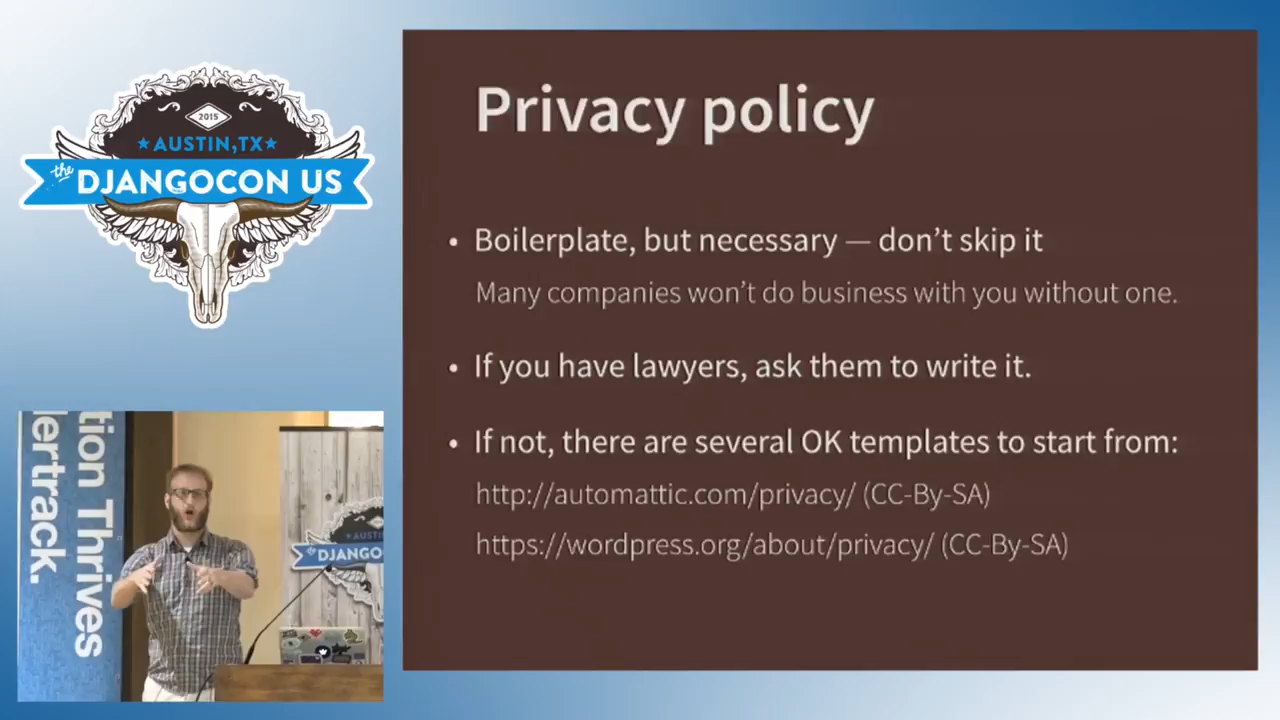 2015
AUSTIN, TX
the
DJANGOCON US
Privacy policy
• Boilerplate, but necessary — don’t skip it
Many companies won’t do business with you without one.
• If you have lawyers, ask them to write it.
• If not, there are several OK templates to start from:
http://automattic.com/privacy/ (CC-By-SA)
https://wordpress.org/about/privacy/ (CC-By-SA)
tion Thrives
lertrack.
DJANGO